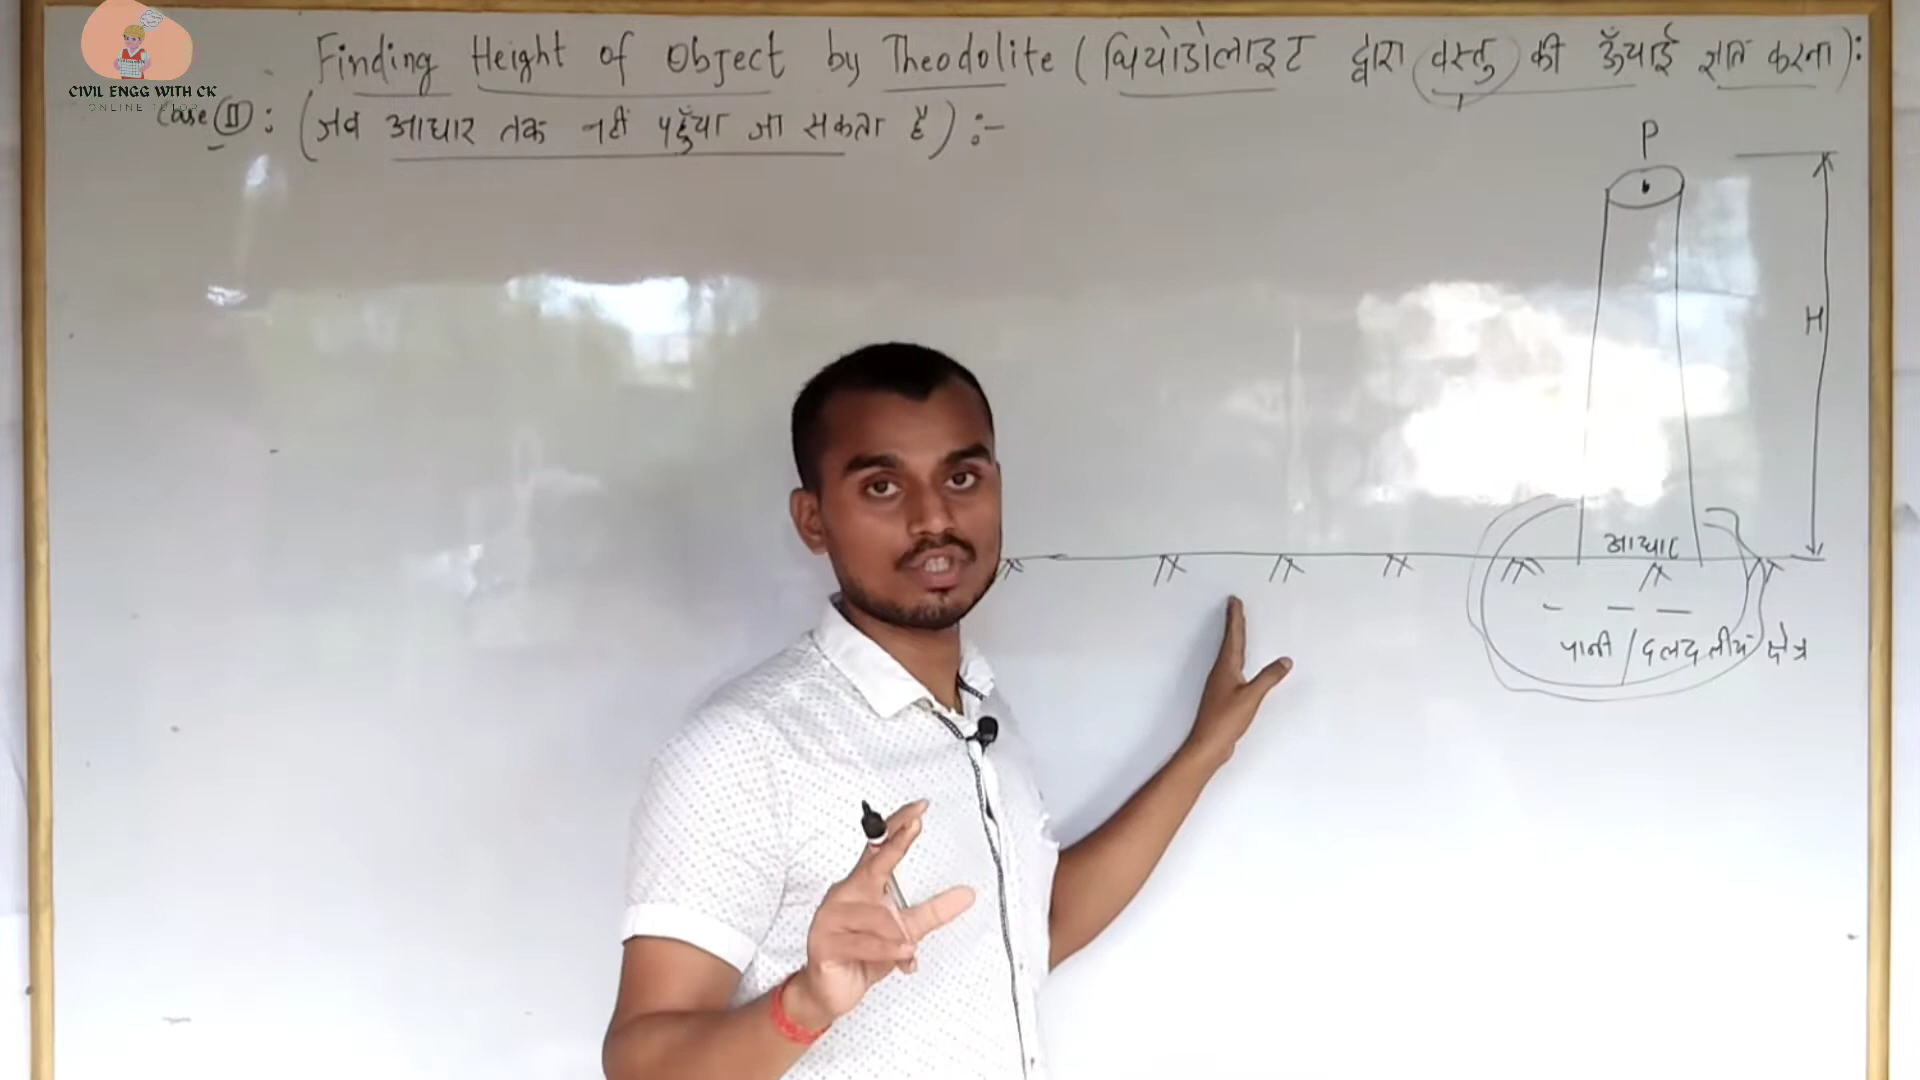 CIVIL ENGG WITH CK
ONLINE TUTOR
Finding Height of Object by Theodolite (थियोडोलाइट द्वारा वस्तु की ऊँचाई ज्ञात करना):
Case II: (जब आधार तक नहीं पहुँचा जा सकता है) :-
P
H
आधार
पानी / दलदलीय क्षेत्र